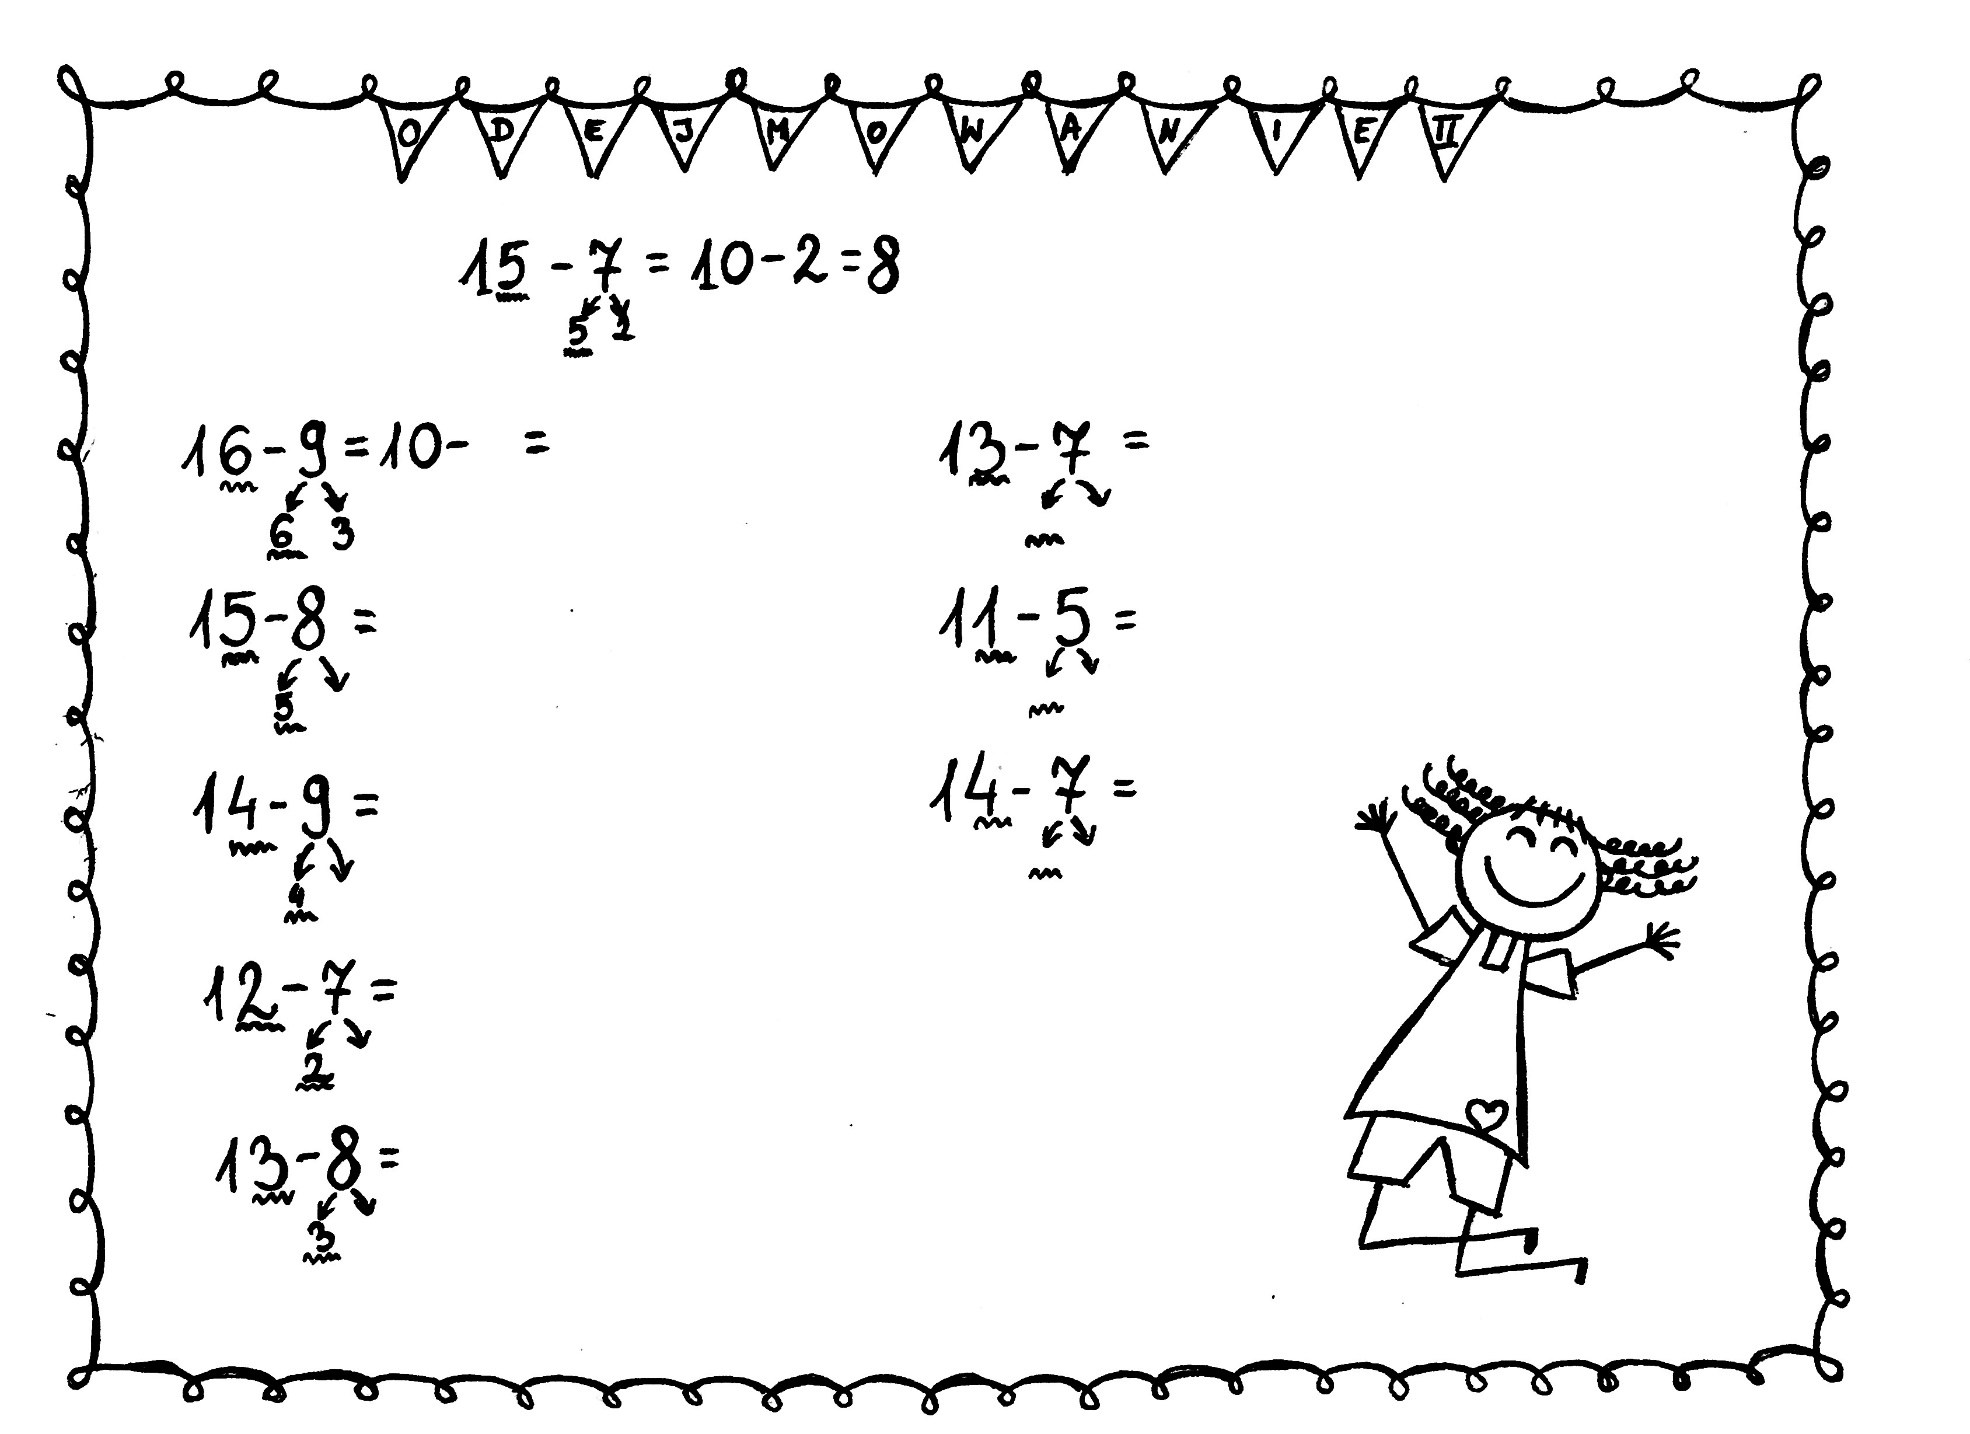 ODEJMOWANIE II
15 - 7 = 10 - 2 = 8
5 2
16 - 9 = 10 -   =
6 3
15 - 8 =
5
14 - 9 =
4
12 - 7 =
2
13 - 8 =
3
13 - 7 =
11 - 5 =
14 - 7 =